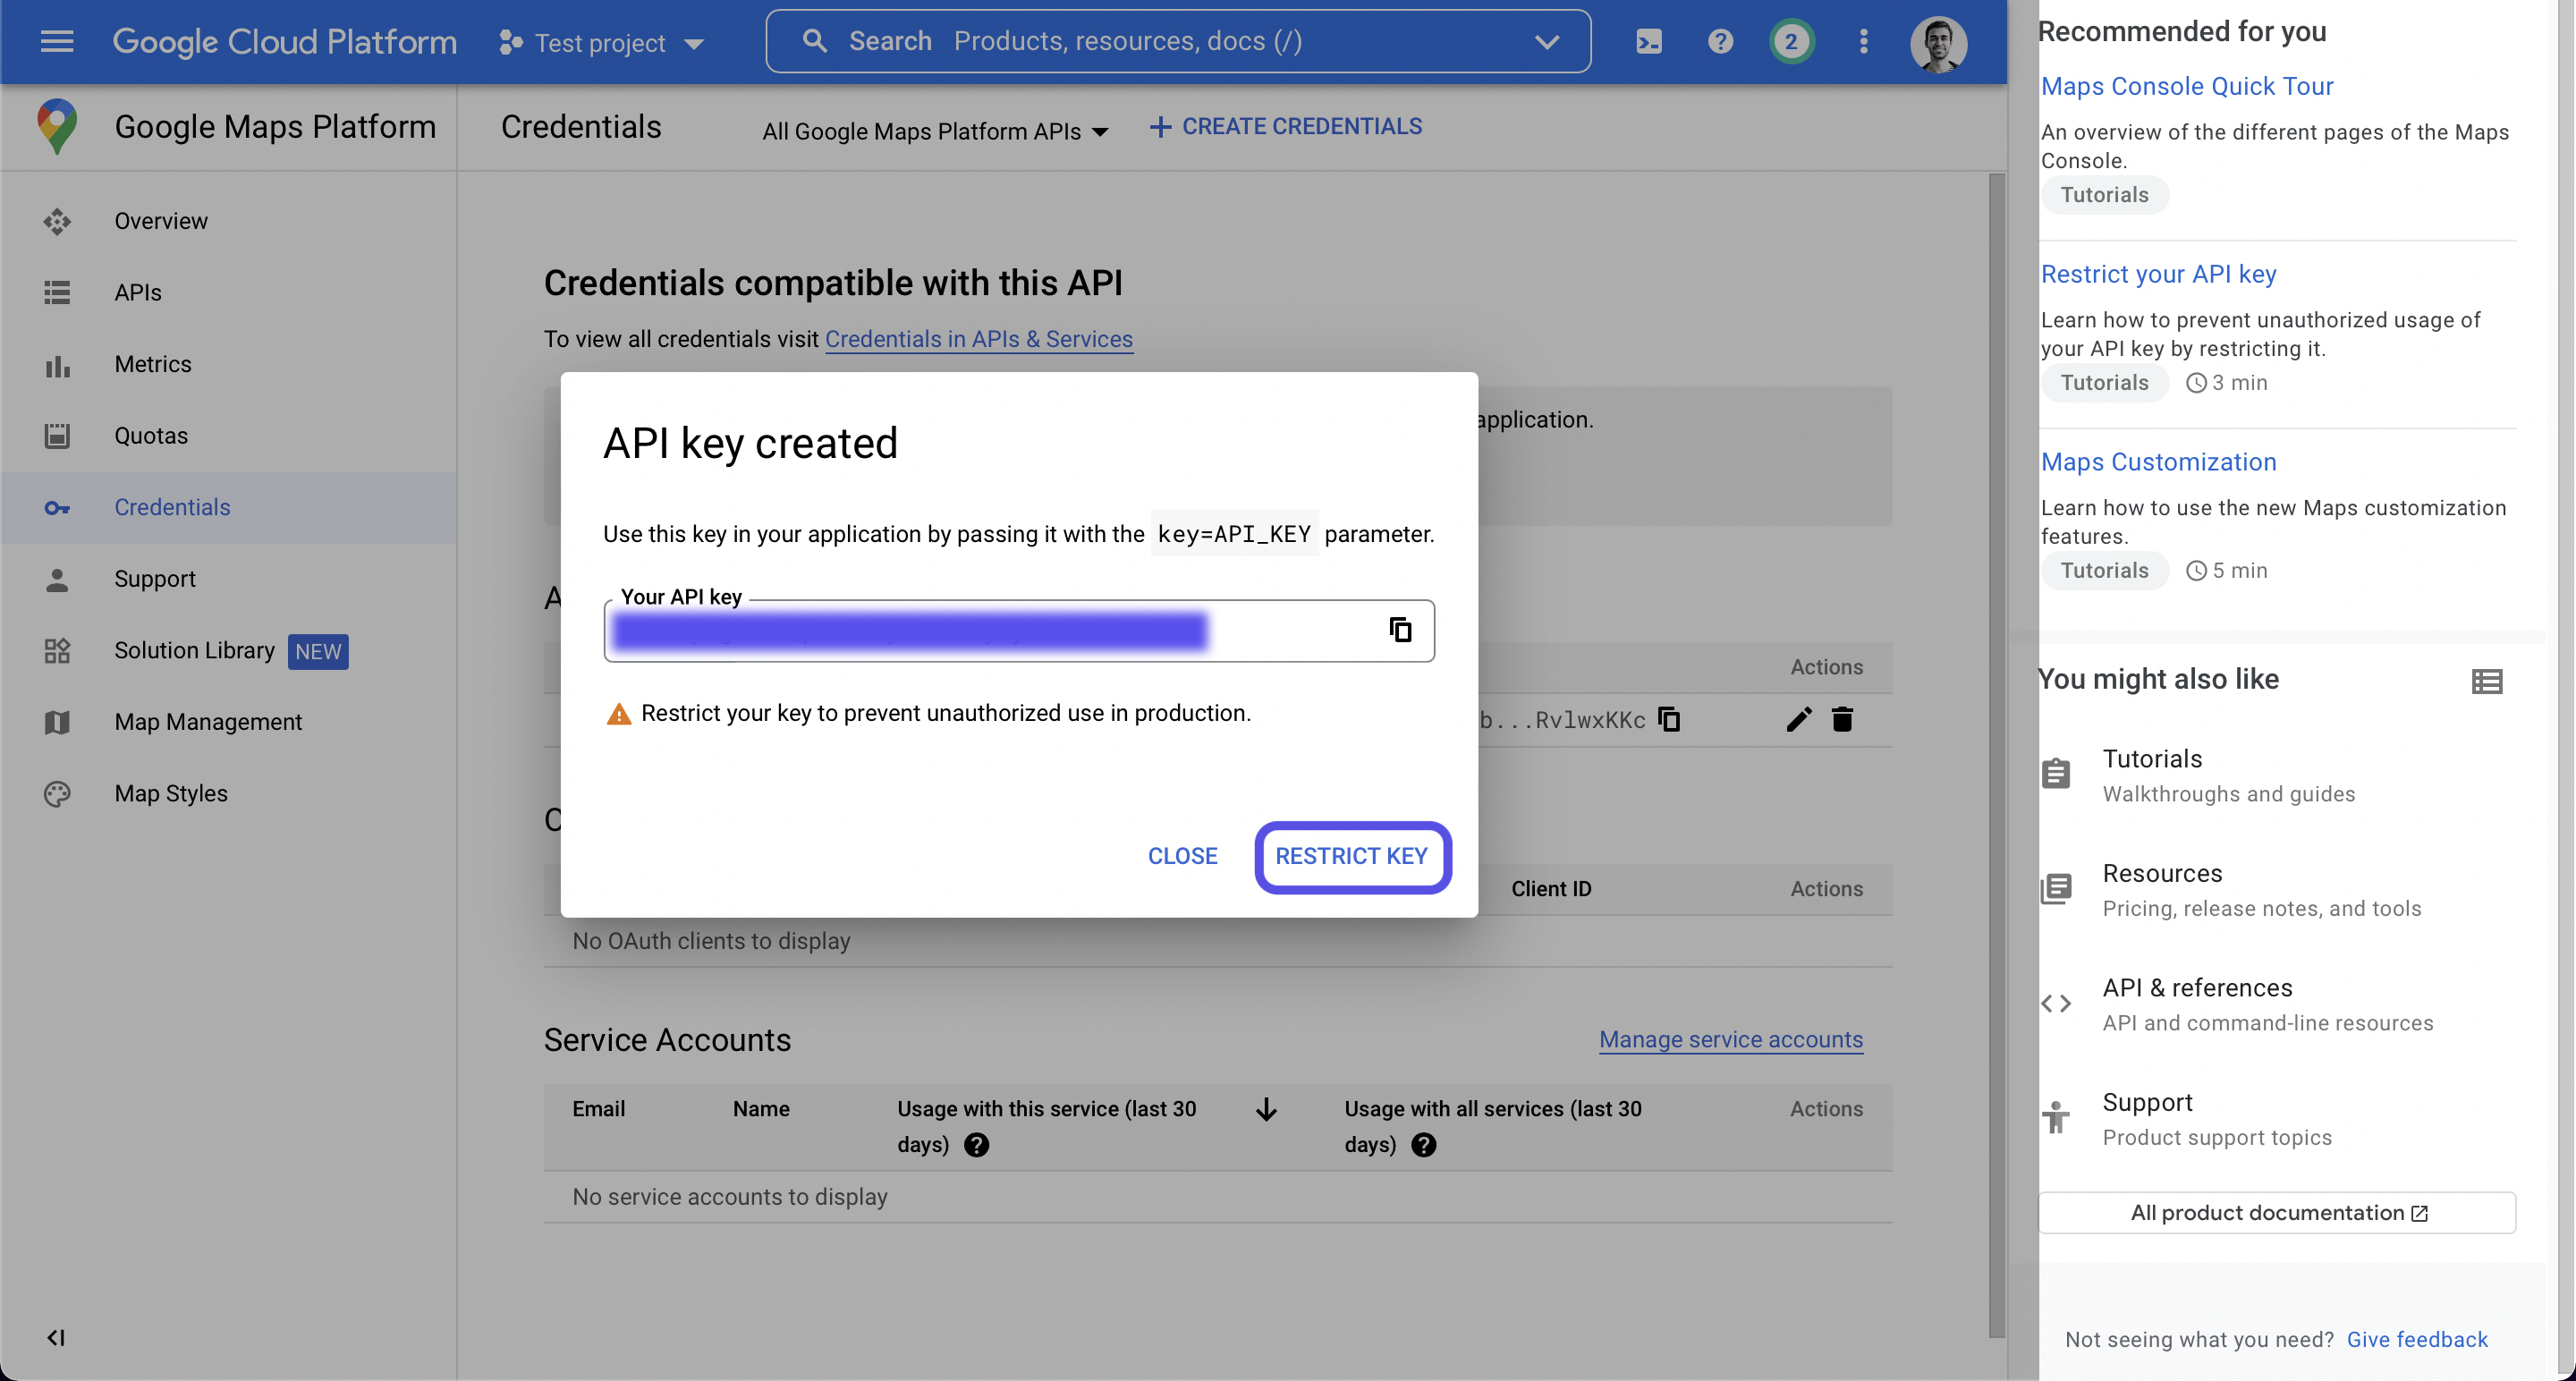 Google Cloud Platform
Test project
Search Products, resources, docs (/)
2
Google Maps Platform
Credentials
All Google Maps Platform APIs
+ CREATE CREDENTIALS
Overview
APIs
Metrics
Quotas
Credentials
Support
Solution Library NEW
Map Management
Map Styles
Credentials compatible with this API
To view all credentials visit Credentials in APIs & Services
application.
API key created
Use this key in your application by passing it with the key=API_KEY parameter.
Your API key
Restrict your key to prevent unauthorized use in production.
CLOSE
RESTRICT KEY
A
Actions
b...RvlwxKKc
Client ID
Actions
No OAuth clients to display
Service Accounts
Manage service accounts
Email
Name
Usage with this service (last 30
days)
Usage with all services (last 30
days)
Actions
No service accounts to display
Recommended for you
Maps Console Quick Tour
An overview of the different pages of the Maps
Console.
Tutorials
Restrict your API key
Learn how to prevent unauthorized usage of
your API key by restricting it.
Tutorials 3 min
Maps Customization
Learn how to use the new Maps customization
features.
Tutorials 5 min
You might also like
Tutorials
Walkthroughs and guides
Resources
Pricing, release notes, and tools
API & references
API and command-line resources
Support
Product support topics
All product documentation
Not seeing what you need? Give feedback